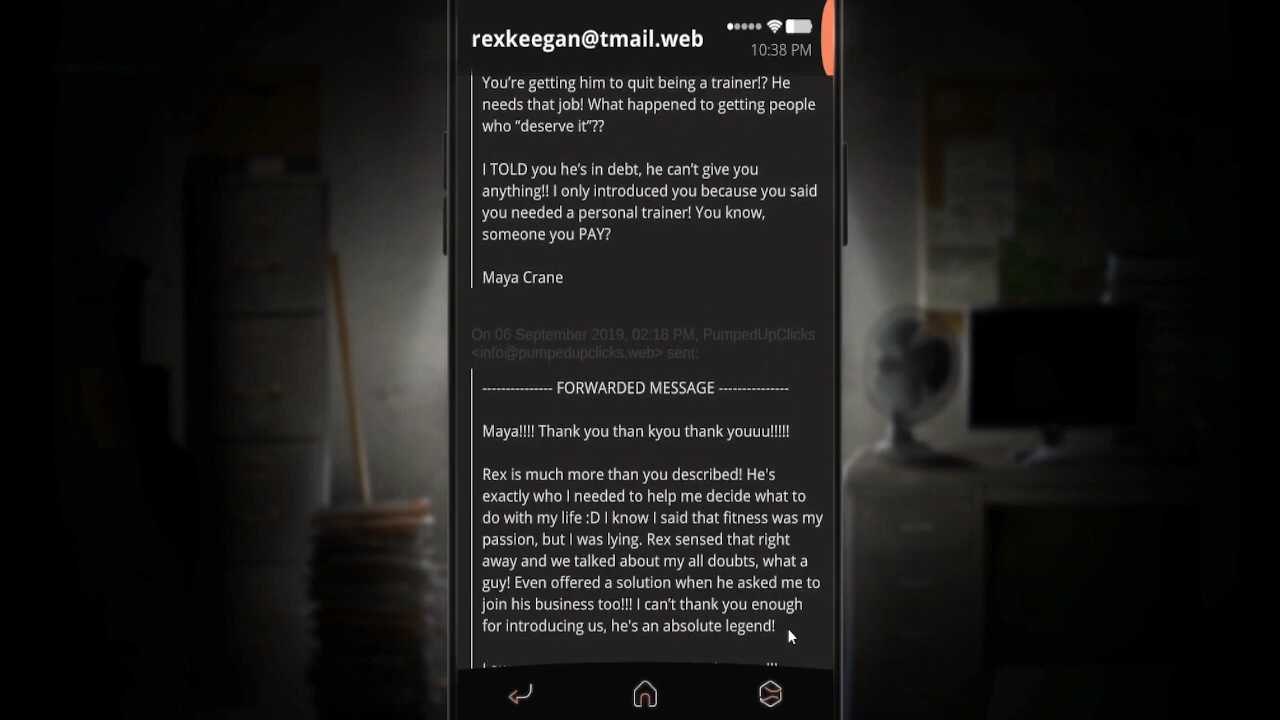 rexkeegan@tmail.web
10:38 PM
You’re getting him to quit being a trainer!? He
needs that job! What happened to getting people
who “deserve it”??
I TOLD you he’s in debt, he can’t give you
anything!! I only introduced you because you said
you needed a personal trainer! You know,
someone you PAY?
Maya Crane
On 06 September 2019, 02:18 PM, PumpedUpClicks
<info@pumpedupclicks.web> sent:
--------------- FORWARDED MESSAGE ---------------
Maya!!!! Thank you than kyou thank youuu!!!!!
Rex is much more than you described! He's
exactly who I needed to help me decide what to
do with my life :D I know I said that fitness was my
passion, but I was lying. Rex sensed that right
away and we talked about my all doubts, what a
guy! Even offered a solution when he asked me to
join his business too!!! I can’t thank you enough
for introducing us, he's an absolute legend!